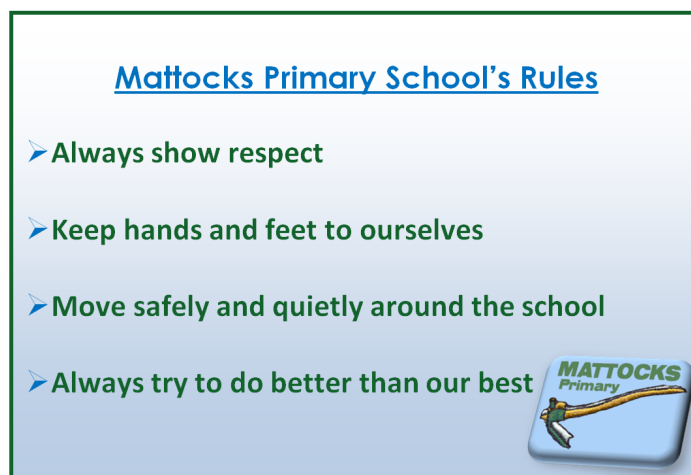 Mattocks Primary School’s Rules
Always show respect
Keep hands and feet to ourselves
Move safely and quietly around the school
Always try to do better than our best
MATTOCKS
Primary